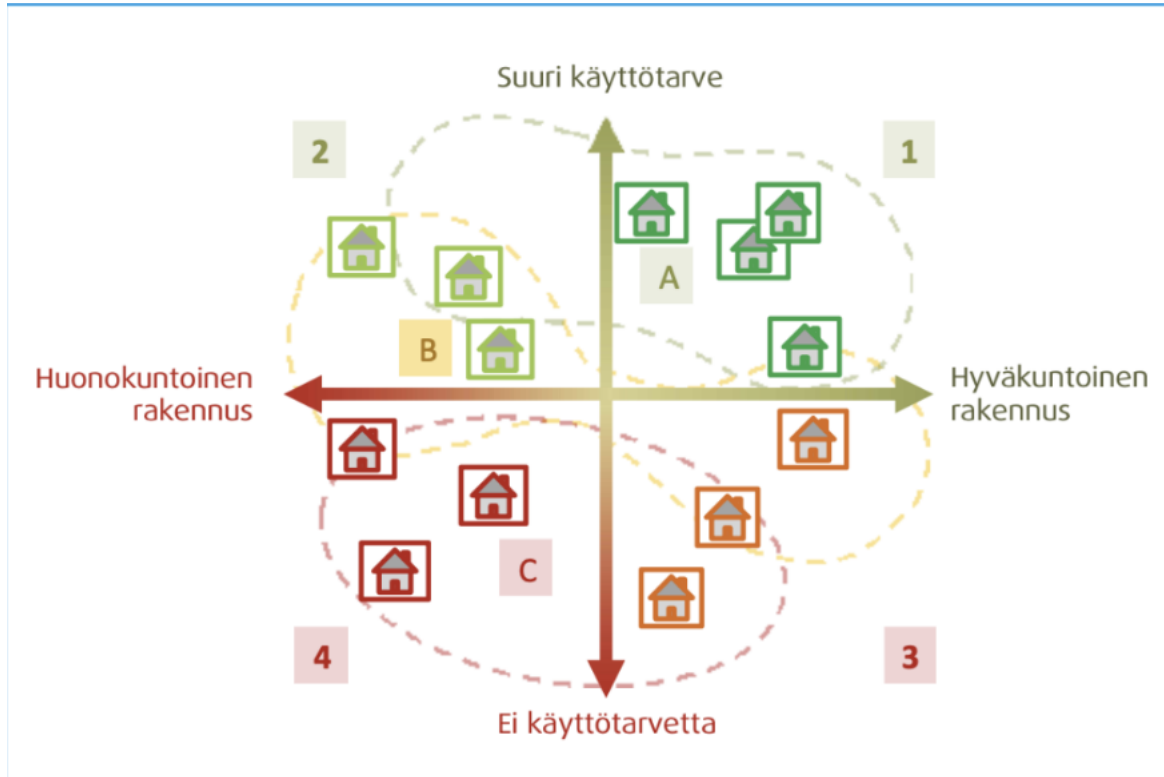 Suuri käyttötarve
2
1
A
B
Huonokuntoinen
rakennus
Hyväkuntoinen
rakennus
C
4
3
Ei käyttötarvetta